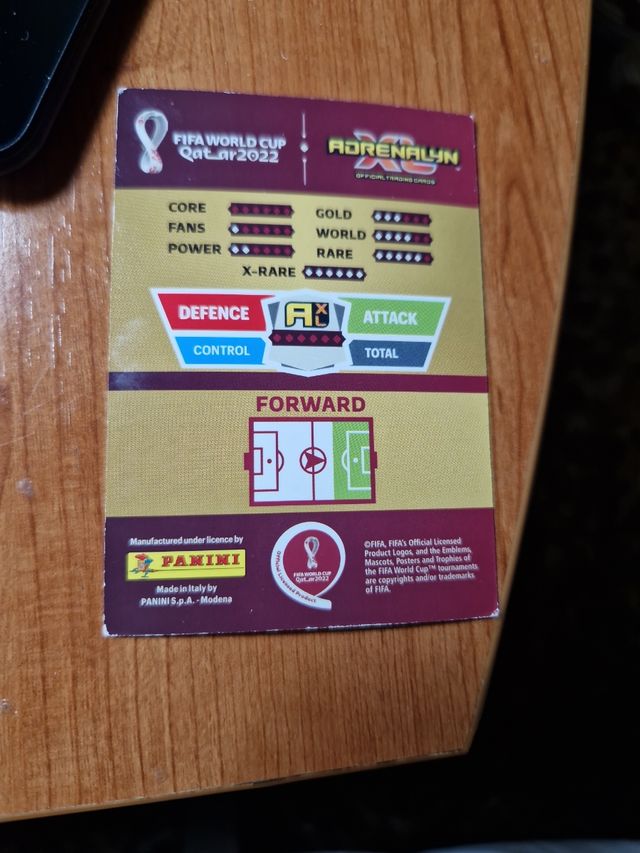 FIFA WORLD CUP
Qatar2022
ADRENALYN
XL
OFFICIAL TRADING CARDS
CORE
GOLD
FANS
WORLD
POWER
RARE
X-RARE
DEFENCE
AXL
ATTACK
CONTROL
TOTAL
FORWARD
Manufactured under licence by
PANINI
Made in Italy by
PANINI S.p.A. - Modena
FIFA WORLD CUP
Qatar2022
Official Licensed Product
©FIFA, FIFA's Official Licensed
Product Logos, and the Emblems,
Mascots, Posters and Trophies of
the FIFA World Cup™ tournaments
are copyrights and/or trademarks
of FIFA.